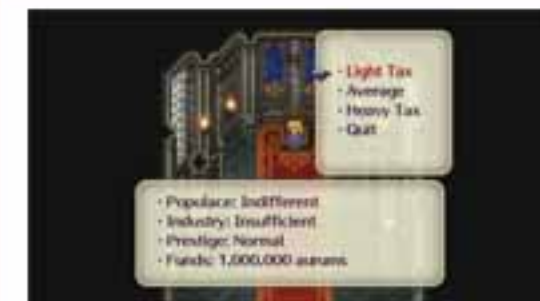 · Light Tax
· Average
· Heavy Tax
· Quit
· Populace: Indifferent
· Industry: Insufficient
· Prestige: Normal
· Funds: 1,000,000 aurums